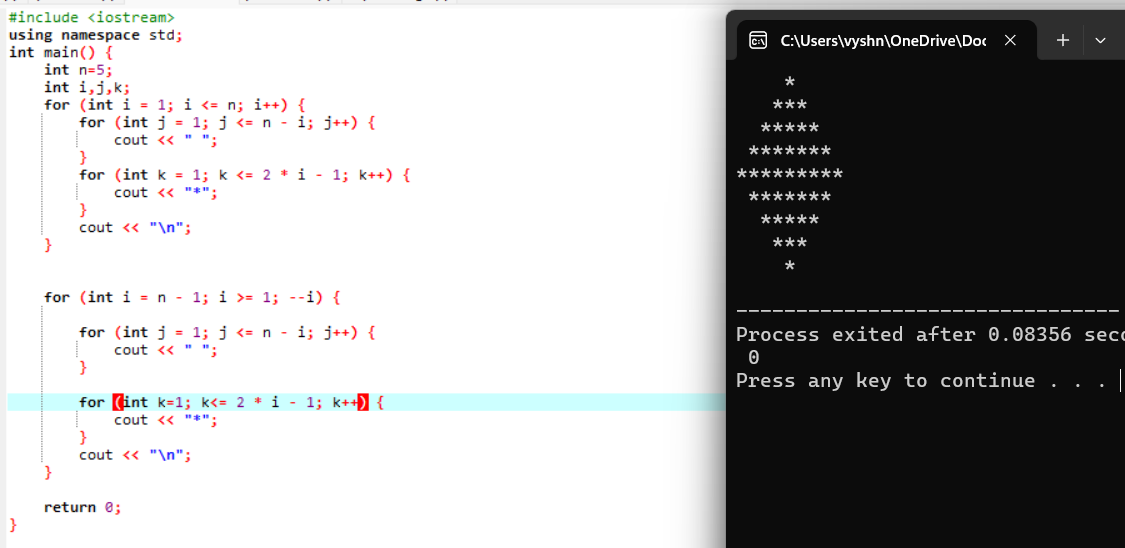 #include <iostream>
using namespace std;
int main() {
    int n=5;
    int i,j,k;
    for (int i = 1; i <= n; i++) {
        for (int j = 1; j <= n - i; j++) {
            cout << " ";
        }
        for (int k = 1; k <= 2 * i - 1; k++) {
            cout << "*";
        }
        cout << "\n";
    }
    for (int i = n - 1; i >= 1; --i) {
        for (int j = 1; j <= n - i; j++) {
            cout << " ";
        }
        for (int k=1; k<= 2 * i - 1; k++) {
            cout << "*";
        }
        cout << "\n";
    }
    return 0;
}
C:\Users\vyshn\OneDrive\Doc
    *
   ***
  *****
 *******
*********
 *******
  *****
   ***
    *
--------------------------------
Process exited after 0.08356 seco
 0
Press any key to continue . . .